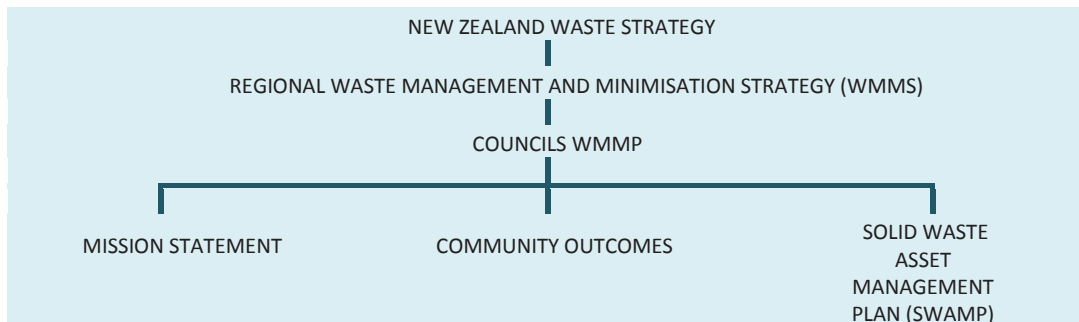 NEW ZEALAND WASTE STRATEGY
REGIONAL WASTE MANAGEMENT AND MINIMISATION STRATEGY (WMMS)
COUNCILS WMMP
MISSION STATEMENT
COMMUNITY OUTCOMES
SOLID WASTE
ASSET
MANAGEMENT
PLAN (SWAMP)